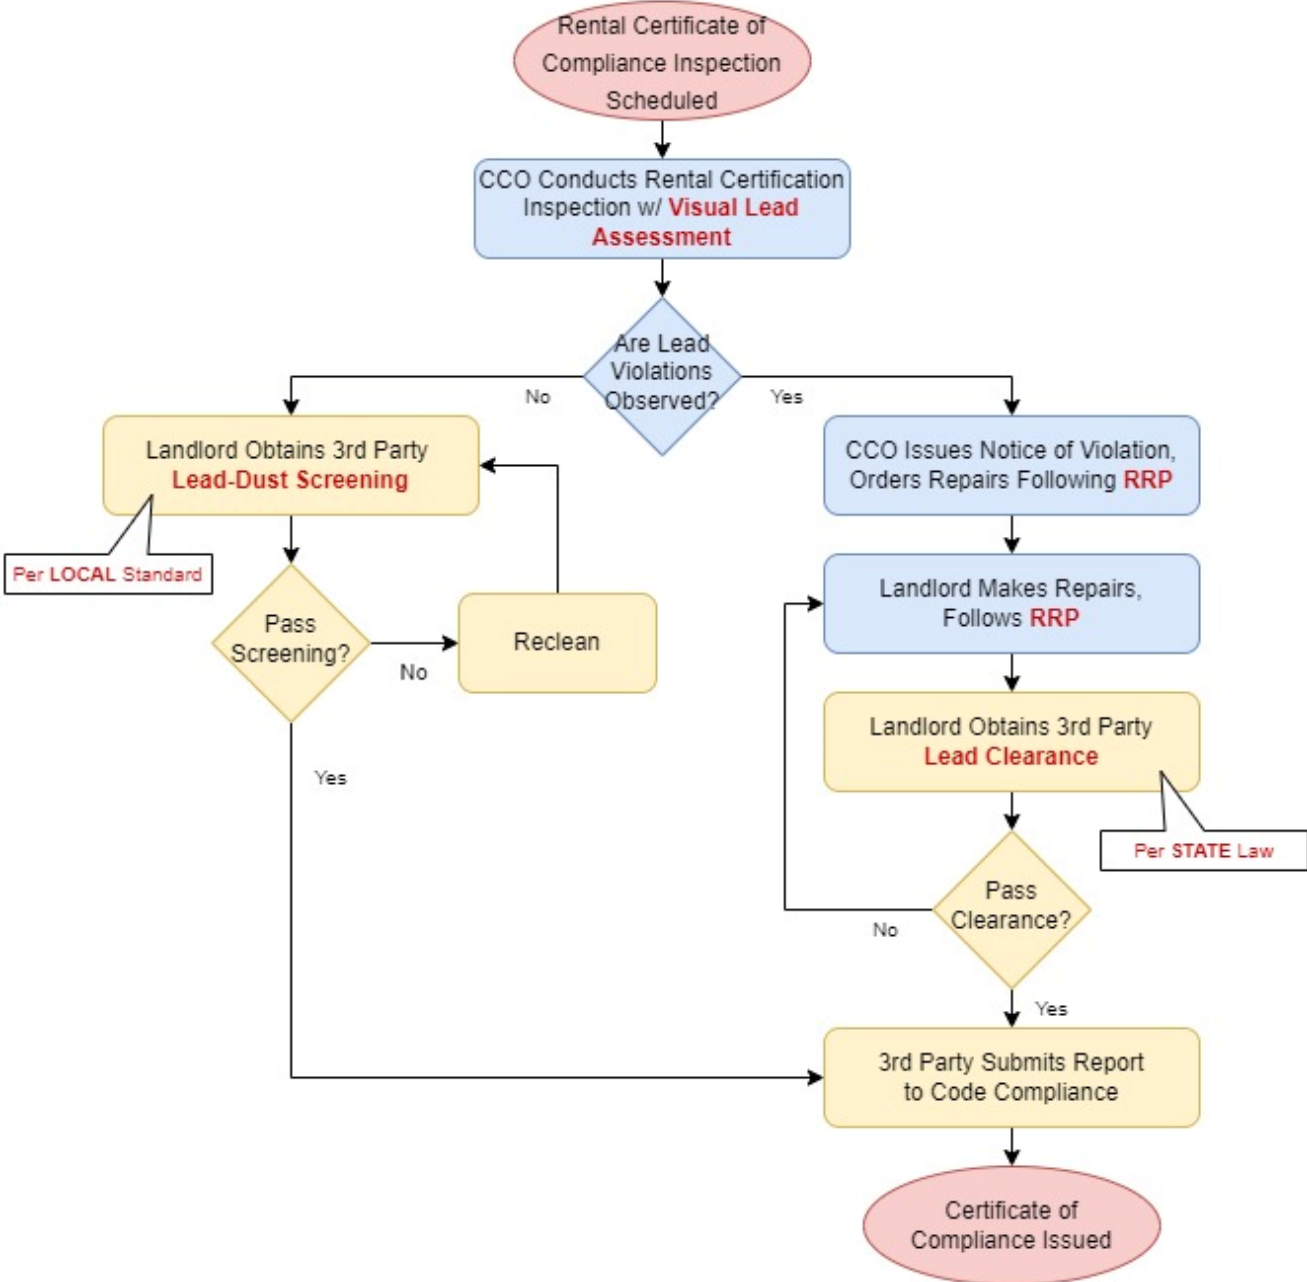 Rental Certificate of
Compliance Inspection
Scheduled
CCO Conducts Rental Certification
Inspection w/ Visual Lead
Assessment
Are Lead
Violations
Observed?
No
Yes
Landlord Obtains 3rd Party
Lead-Dust Screening
Per LOCAL Standard
Pass
Screening?
No
Reclean
Yes
CCO Issues Notice of Violation,
Orders Repairs Following RRP
Landlord Makes Repairs,
Follows RRP
Landlord Obtains 3rd Party
Lead Clearance
Per STATE Law
Pass
Clearance?
No
Yes
3rd Party Submits Report
to Code Compliance
Certificate of
Compliance Issued